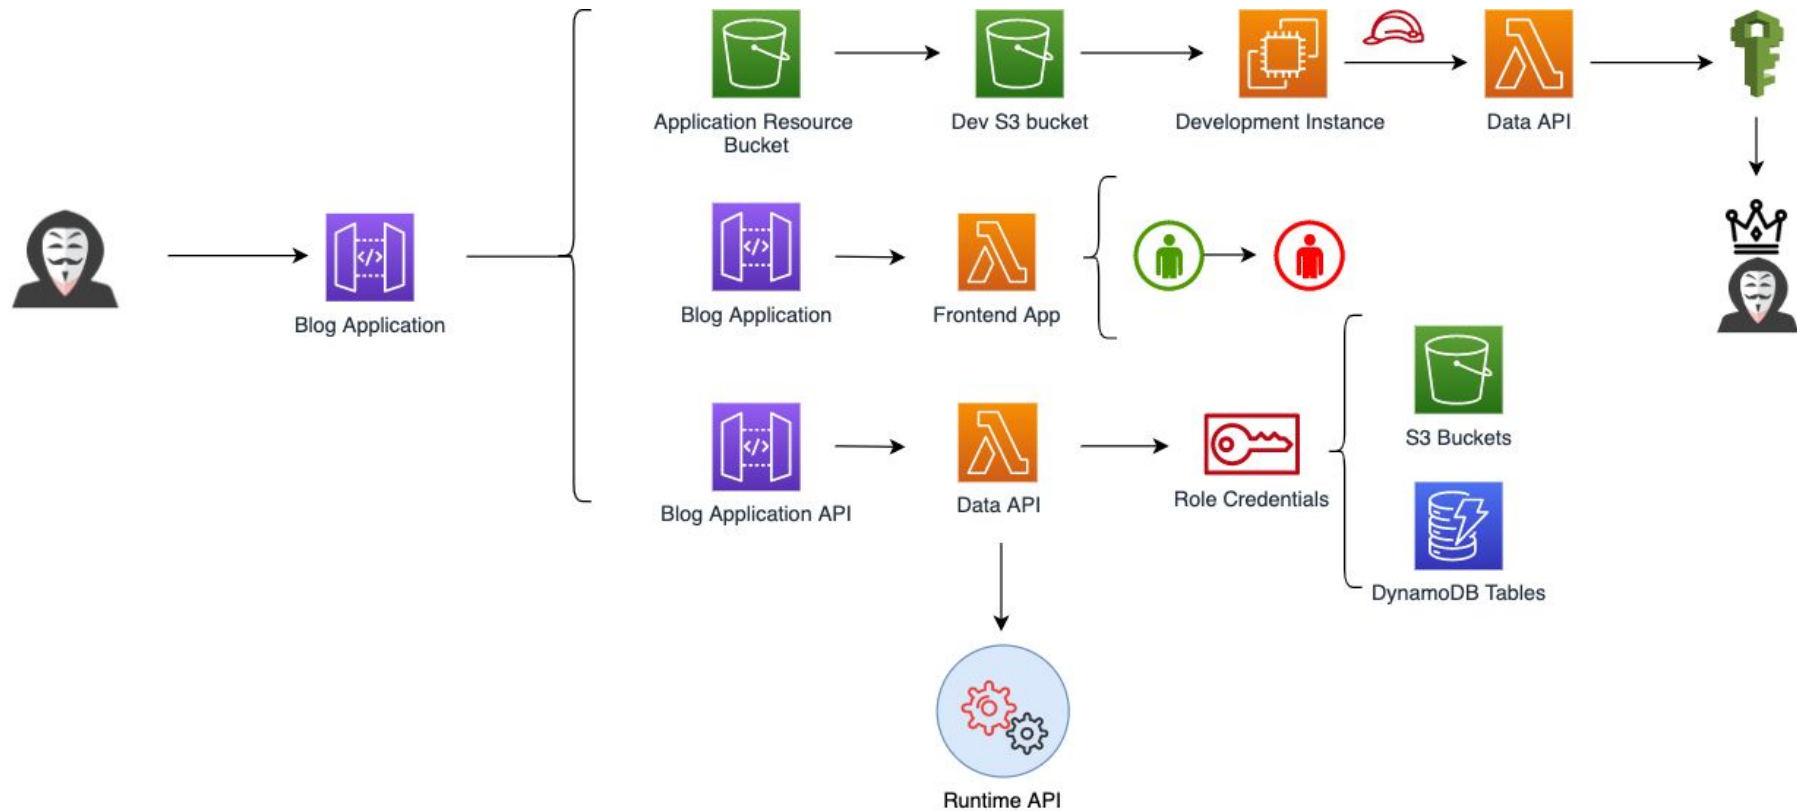 Application Resource
Bucket
Dev S3 bucket
Development Instance
Data API
Blog Application
Blog Application
Frontend App
Blog Application API
Data API
Role Credentials
S3 Buckets
DynamoDB Tables
Runtime API